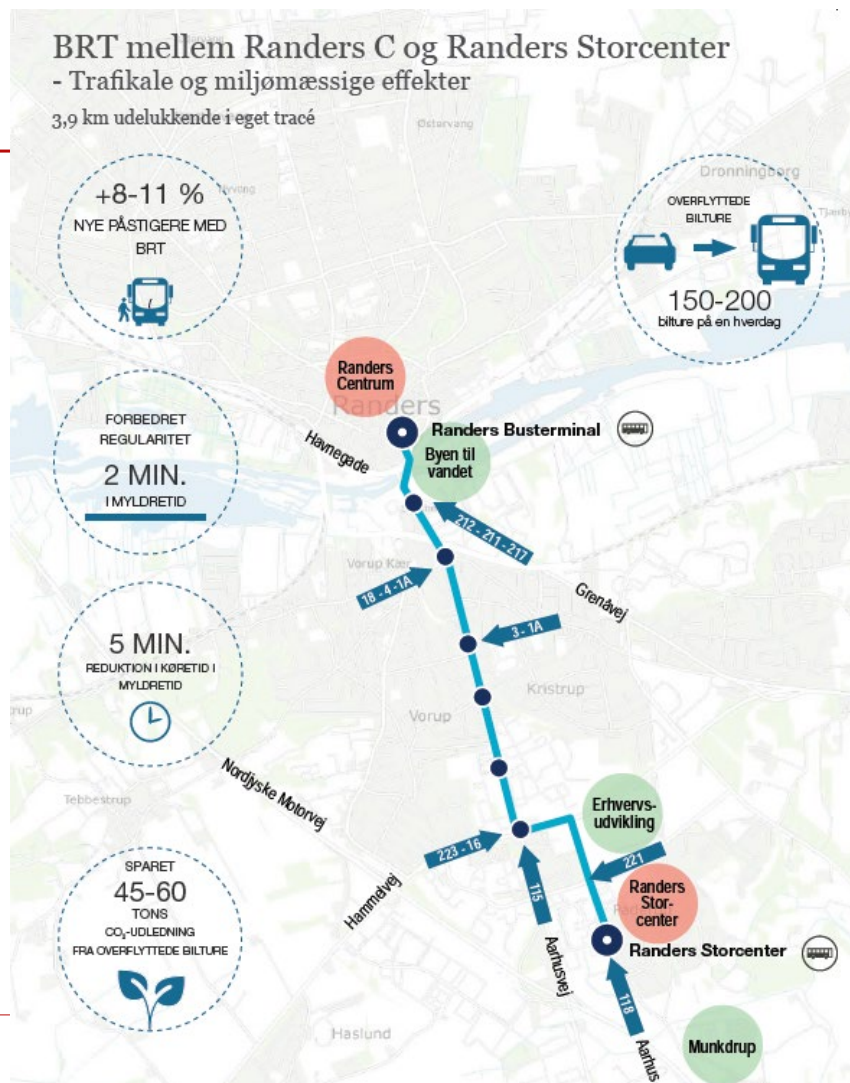 BRT mellem Randers C og Randers Storcenter
- Trafikale og miljømæssige effekter
3,9 km udelukkende i eget tracé
Østervang
Dronningborg
+8-11 %
NYE PÅSTIGERE MED
BRT
OVERFLYTTEDE
BILTURE
150-200
bilture på en hverdag
Randers
Centrum
Randers
Randers Busterminal
Havnegade
Byen til
vandet
FORBEDRET
REGULARITET
2 MIN.
I MYLDRETID
212 - 211 - 217
Vorup Kær
18 - 4 -1A
Grenåvej
3 - 1A
5 MIN.
REDUKTION I KØRETID I
MYLDRETID
Kristrup
Vorup
Nordjyske Motorvej
Tebbestrup
Erhvervs-
udvikling
223 - 16
221
Hammelvej
115
Randers
Stor-
center
Aarhusvej
Randers Storcenter
SPARET
45-60
TONS
CO₂-UDLEDNING
FRA OVERFLYTTEDE BILTURE
118
Haslund
Aarhus
Munkdrup